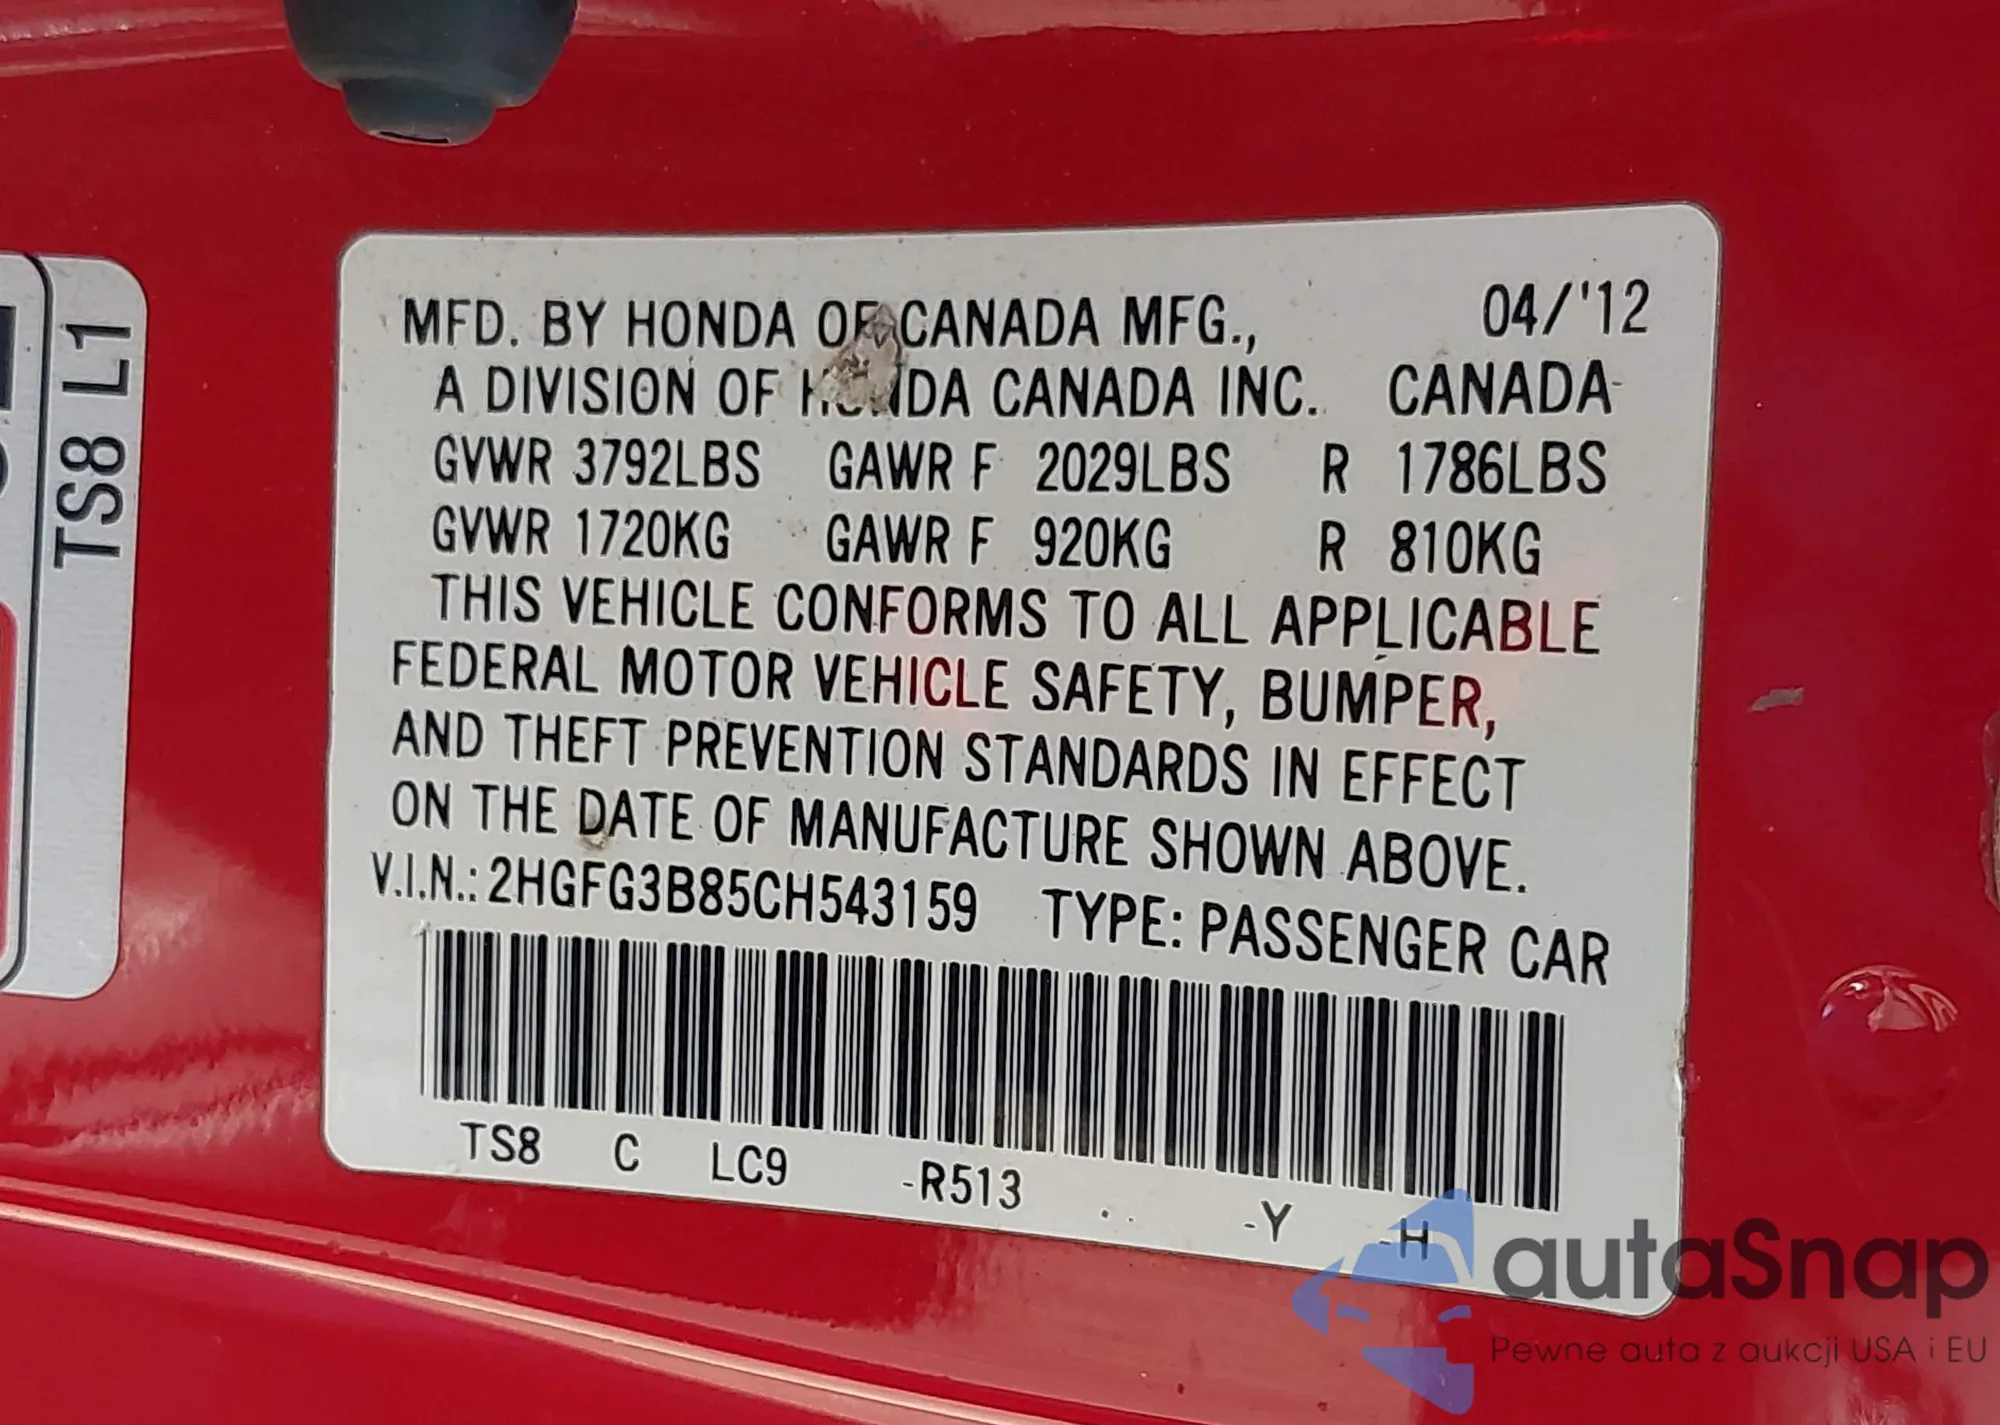 MFD. BY HONDA OF CANADA MFG., 04/'12
A DIVISION OF HONDA CANADA INC. CANADA
GVWR 3792LBS GAWR F 2029LBS R 1786LBS
GVWR 1720KG GAWR F 920KG R 810KG
THIS VEHICLE CONFORMS TO ALL APPLICABLE
FEDERAL MOTOR VEHICLE SAFETY, BUMPER,
AND THEFT PREVENTION STANDARDS IN EFFECT
ON THE DATE OF MANUFACTURE SHOWN ABOVE.
V.I.N.: 2HGFG3B85CH543159 TYPE: PASSENGER CAR
TS8 C LC9 -R513 -Y -H
TS8 L1
autaSnap
Pewne auta z aukcji USA i EU